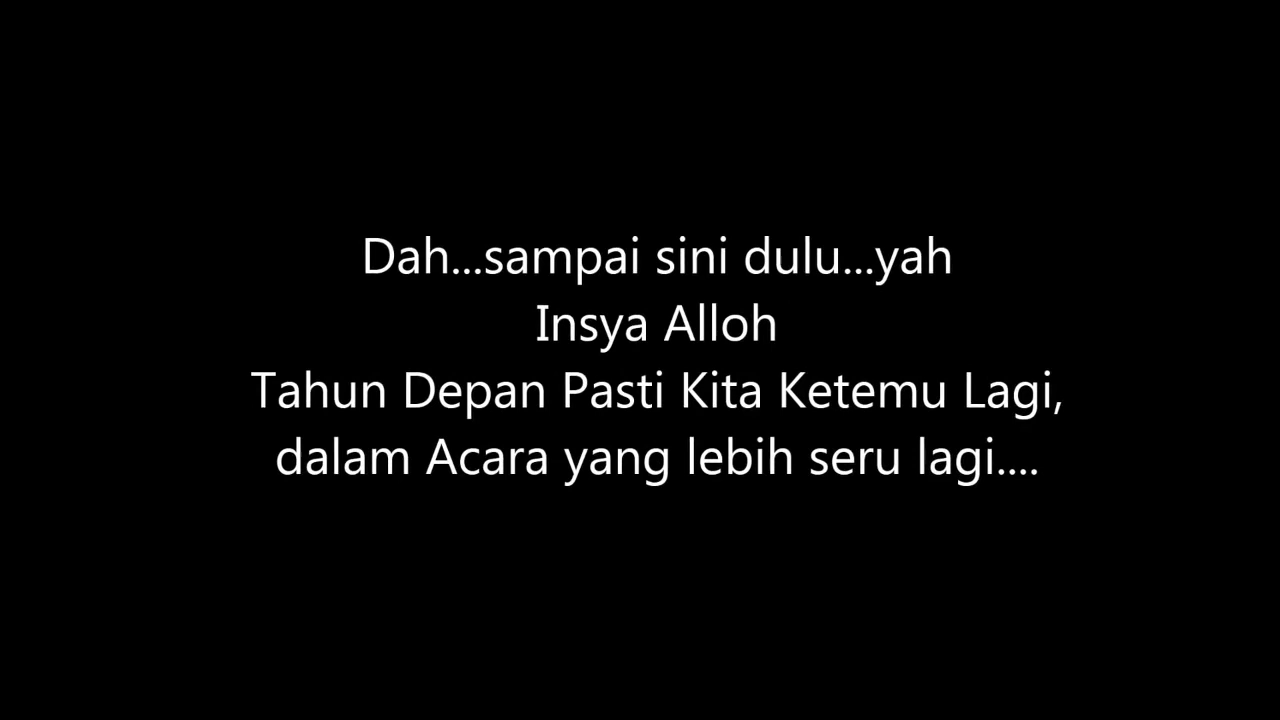 Dah...sampai sini dulu...yah
Insya Alloh
Tahun Depan Pasti Kita Ketemu Lagi,
dalam Acara yang lebih seru lagi....